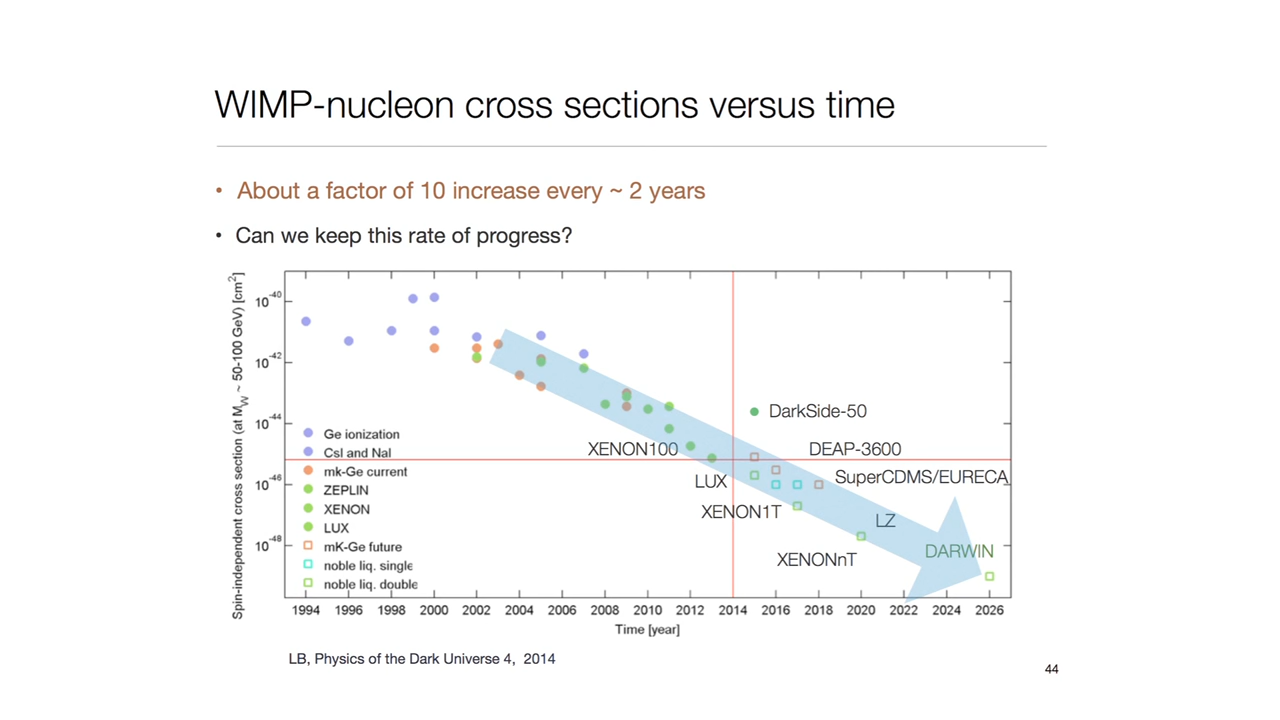 WIMP-nucleon cross sections versus time
• About a factor of 10 increase every ~ 2 years
• Can we keep this rate of progress?
Spin-independent cross section (at M_W ~ 50-100 GeV) [cm²]
10⁻⁴⁰
10⁻⁴²
10⁻⁴⁴
10⁻⁴⁶
10⁻⁴⁸
DarkSide-50
XENON100
DEAP-3600
LUX
SuperCDMS/EURECA
XENON1T
LZ
XENONnT
DARWIN
Ge ionization
CsI and NaI
mk-Ge current
ZEPLIN
XENON
LUX
mK-Ge future
noble liq. single
noble liq. double
1994 1996 1998 2000 2002 2004 2006 2008 2010 2012 2014 2016 2018 2020 2022 2024 2026
Time [year]
LB, Physics of the Dark Universe 4, 2014
44